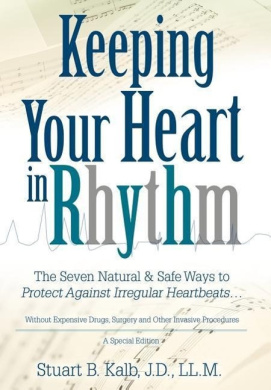 Keeping
Your Heart
in Rhythm
The Seven Natural & Safe Ways to
Protect Against Irregular Heartbeats...
Without Expensive Drugs, Surgery and Other Invasive Procedures
A Special Edition
Stuart B. Kalb, J.D., LL.M.